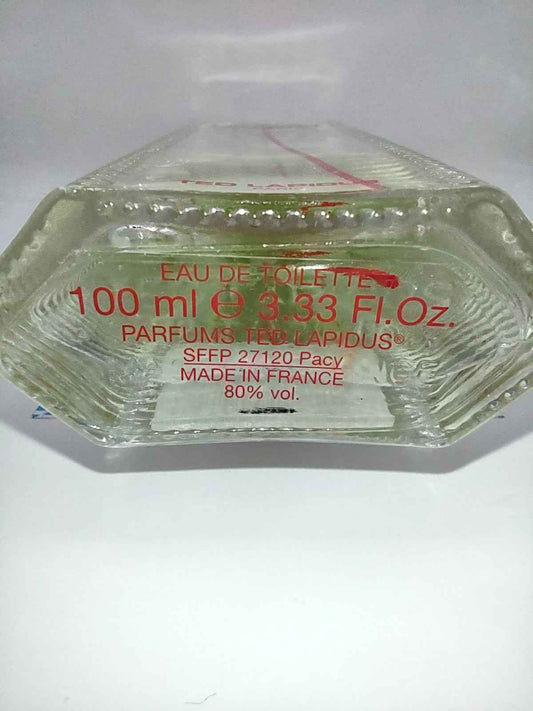 TED LAPIDUS
EAU DE TOILETTE
100 ml ℮ 3.33 Fl.Oz.
PARFUMS TED LAPIDUS®
SFFP 27120 Pacy
MADE IN FRANCE
80% vol.